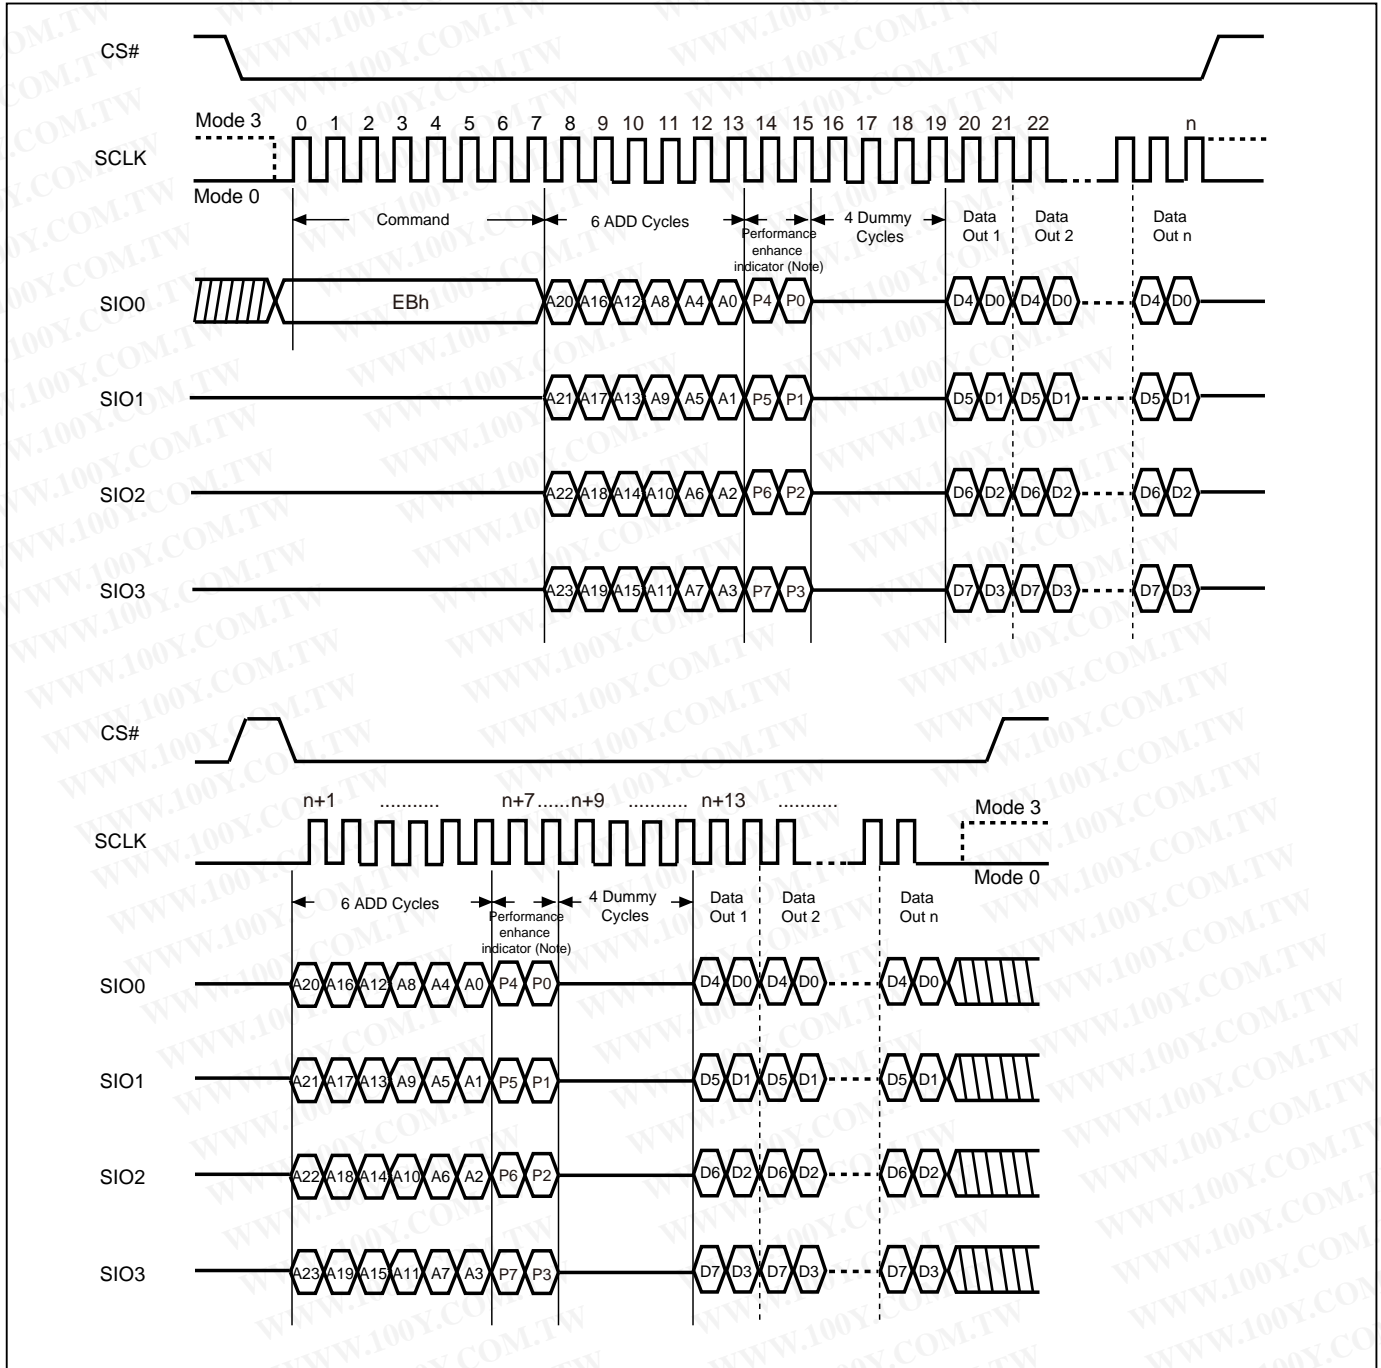 CS#
Mode 3
0 1 2 3 4 5 6 7 8 9 10 11 12 13 14 15 16 17 18 19 20 21 22 n
SCLK
Mode 0
Command
6 ADD Cycles
Performance
enhance
indicator (Note)
4 Dummy
Cycles
Data
Out 1
Data
Out 2
Data
Out n
SIO0
EBh
A20 A16 A12 A8 A4 A0 P4 P0 D4 D0 D4 D0 D4 D0
SIO1
A21 A17 A13 A9 A5 A1 P5 P1 D5 D1 D5 D1 D5 D1
SIO2
A22 A18 A14 A10 A6 A2 P6 P2 D6 D2 D6 D2 D6 D2
SIO3
A23 A19 A15 A11 A7 A3 P7 P3 D7 D3 D7 D3 D7 D3
CS#
n+1 ........... n+7......n+9 ........... n+13 ...........
Mode 3
SCLK
Mode 0
6 ADD Cycles
Performance
enhance
indicator (Note)
4 Dummy
Cycles
Data
Out 1
Data
Out 2
Data
Out n
SIO0
A20 A16 A12 A8 A4 A0 P4 P0 D4 D0 D4 D0 D4 D0
SIO1
A21 A17 A13 A9 A5 A1 P5 P1 D5 D1 D5 D1 D5 D1
SIO2
A22 A18 A14 A10 A6 A2 P6 P2 D6 D2 D6 D2 D6 D2
SIO3
A23 A19 A15 A11 A7 A3 P7 P3 D7 D3 D7 D3 D7 D3
WWW.100Y.COM.TW